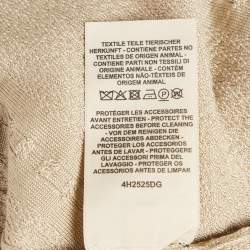 TEXTILE TEILE TIERISCHER
HERKUNFT - CONTIENE PARTES NO
TEXTILES DE ORIGEN ANIMAL -
CONTIENE PARTI NON TESSILI DI
ORIGINE ANIMALE - CONTÉM
ELEMENTOS NÃO TÊXTEIS DE
ORIGEM ANIMAL
PROTÉGER LES ACCESSOIRES
AVANT ENTRETIEN - PROTECT THE
ACCESSORIES BEFORE CLEANING -
VOR DEM REINIGEN DIE
ACCESSOIRES SCHÜTZEN -
PROTEGER LOS ACCESORIOS
ANTES DE LAVAR - PROTEGGERE
GLI ACCESSORI PRIMA DEL
LAVAGGIO - PROTEGER OS
ACESSÓRIOS ANTES DE LIMPAR
4H2525DG